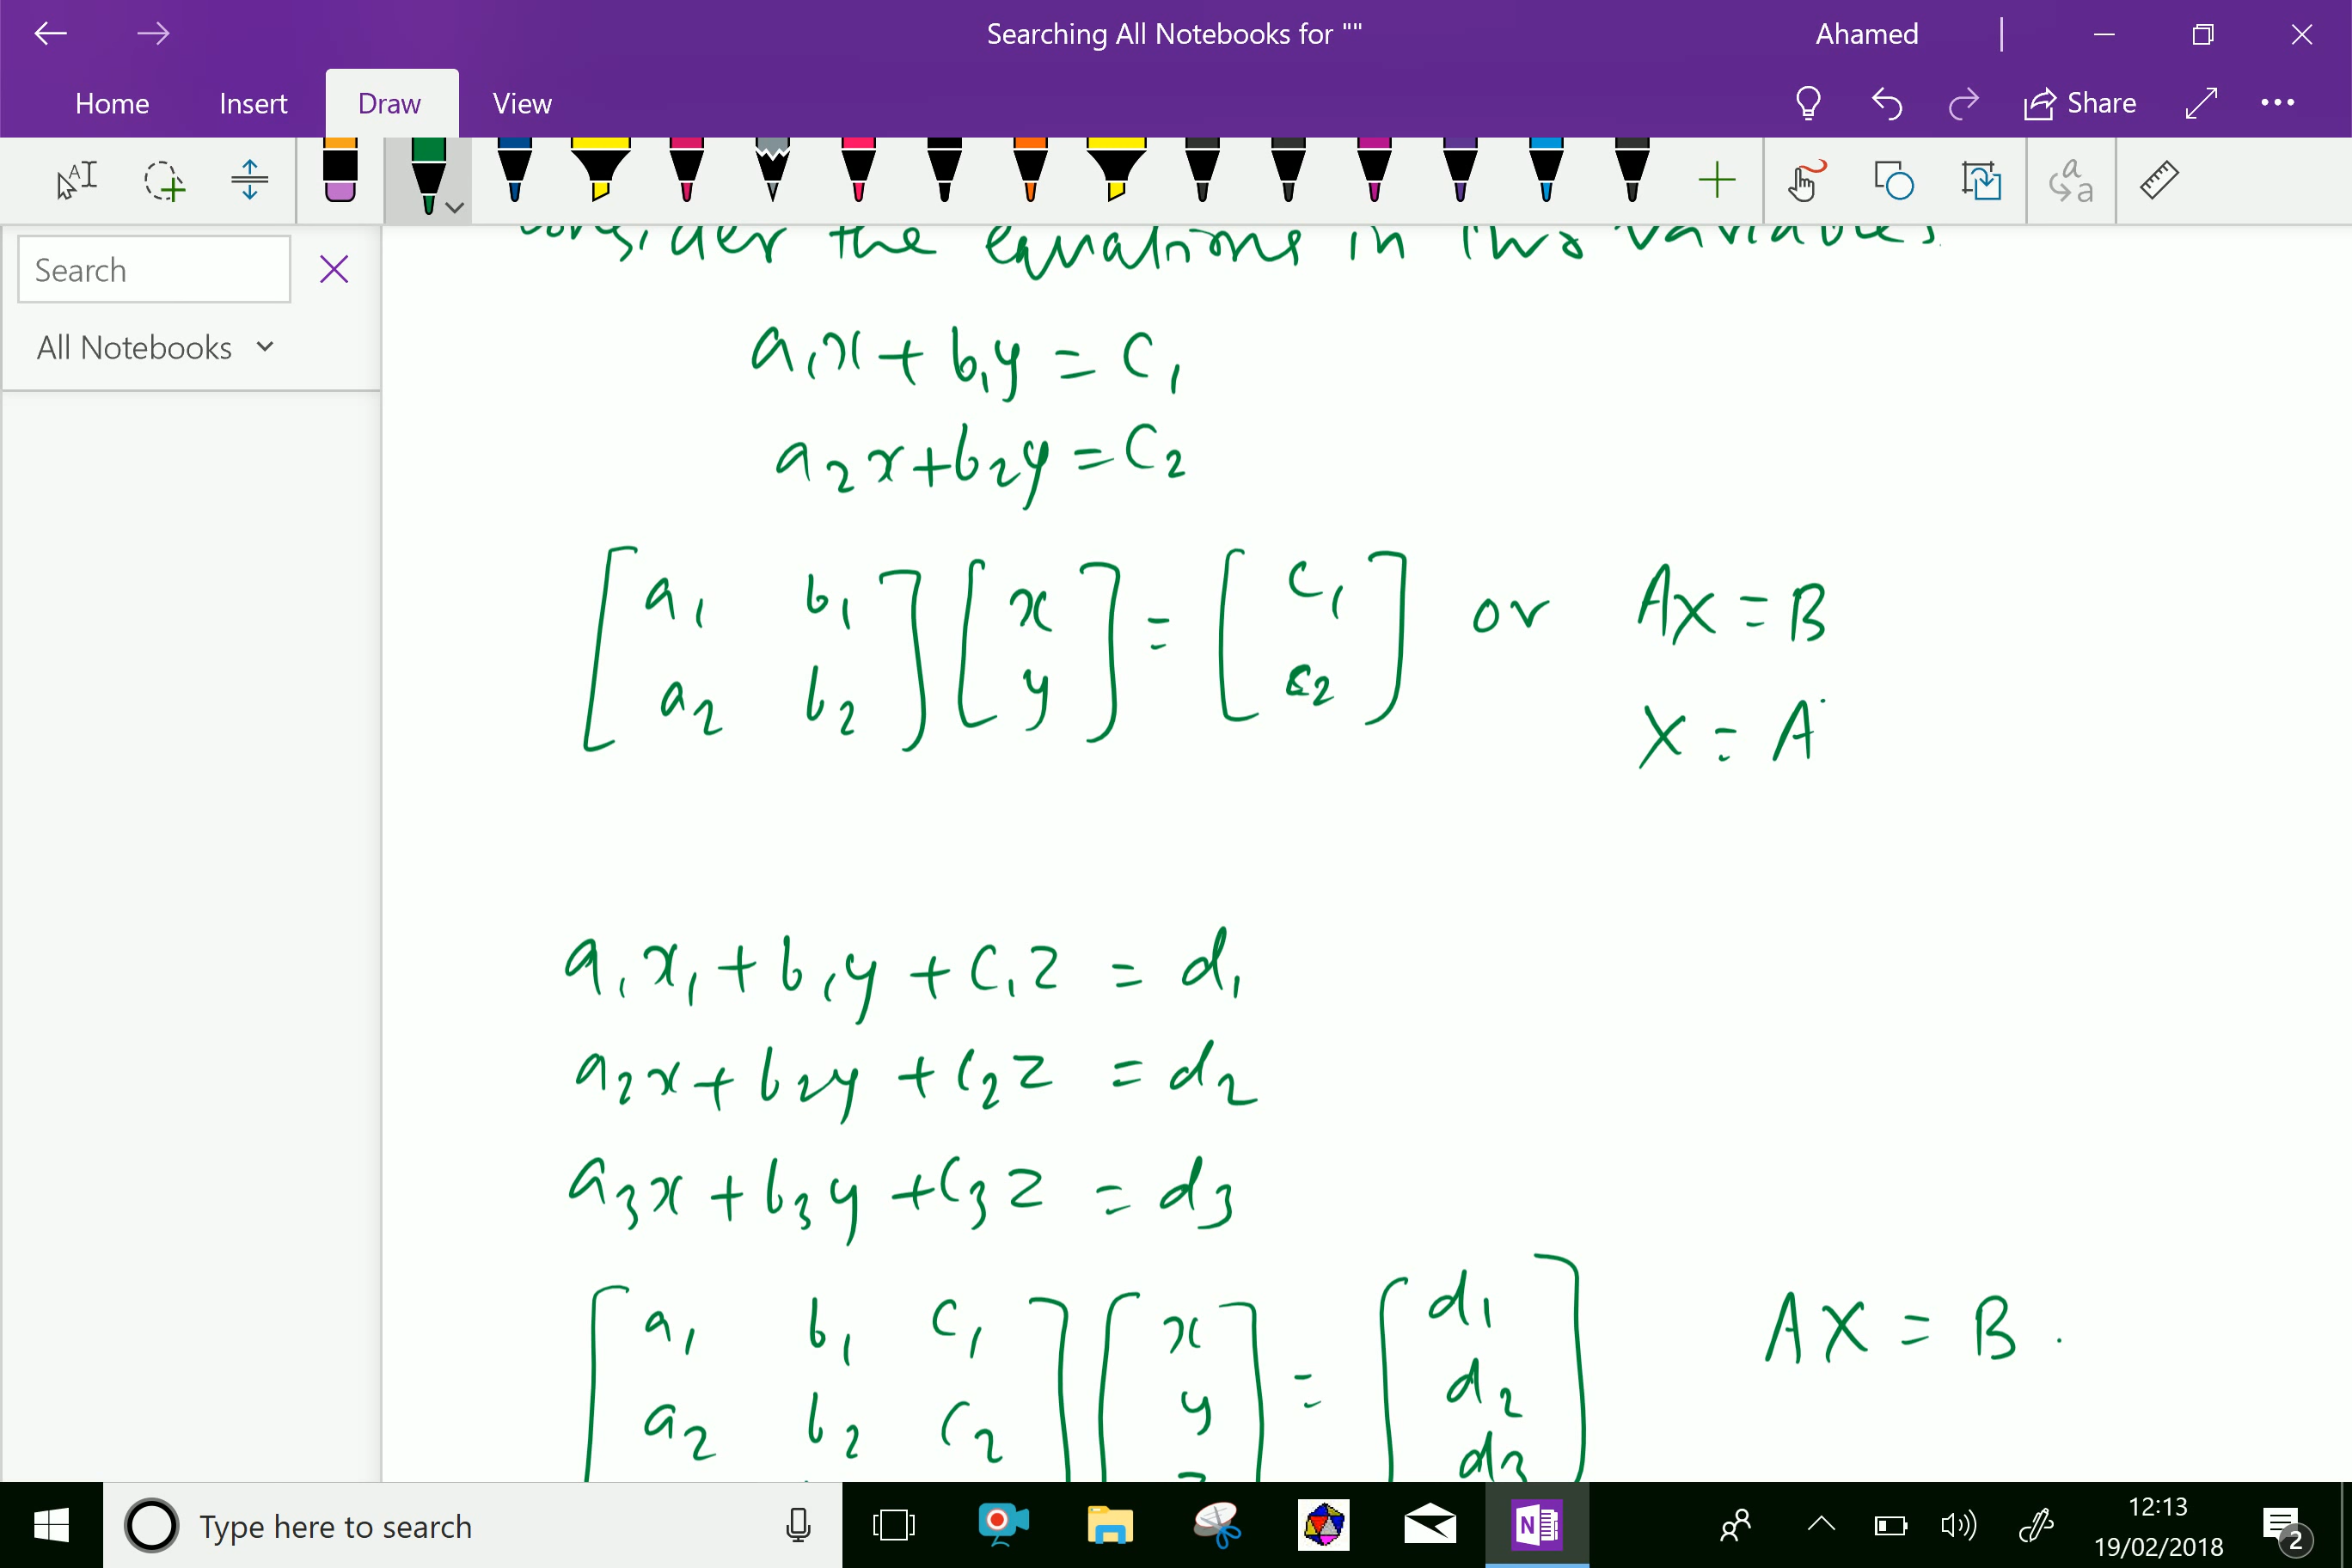 Searching All Notebooks for ""
Ahamed
Home Insert Draw View
Share
Search
All Notebooks
consider the equations in two variables.
a₁x + b₁y = c₁
a₂x + b₂y = c₂
[a₁ b₁] [x] = [c₁] or AX = B
[a₂ b₂] [y] [c₂] X = A
a₁x₁ + b₁y + c₁z = d₁
a₂x + b₂y + c₂z = d₂
a₃x + b₃y + c₃z = d₃
[a₁ b₁ c₁] [x] = [d₁] AX = B .
[a₂ b₂ c₂] [y] [d₂]
[d₃]
Type here to search
N
12:13
19/02/2018
2